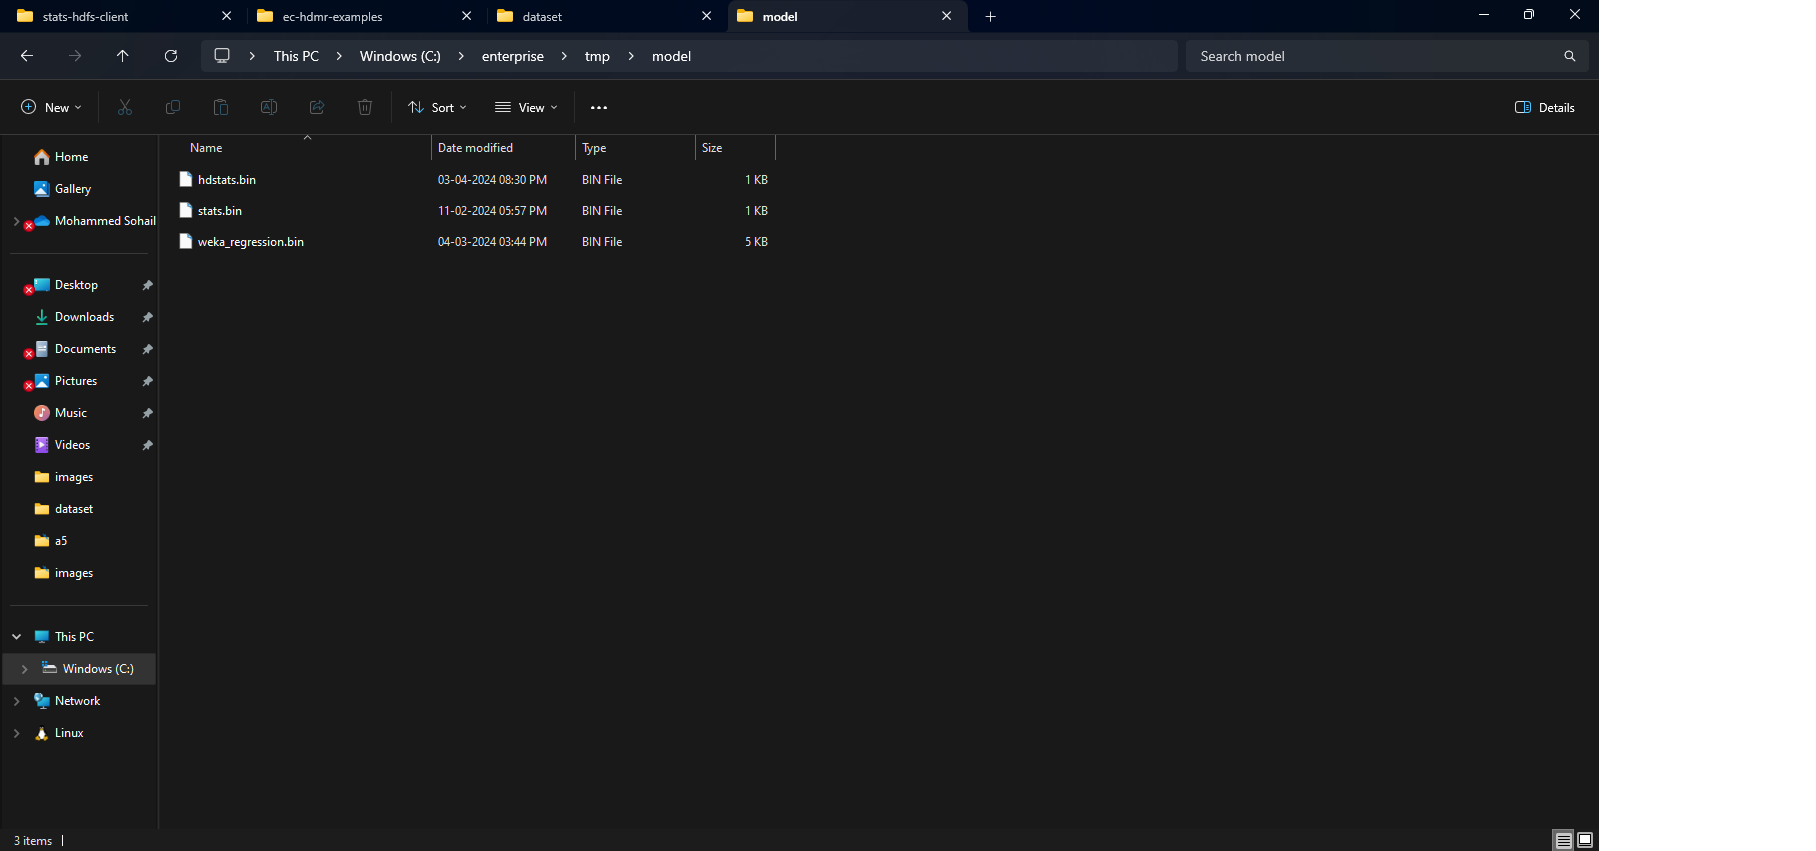 stats-hdfs-client
ec-hdmr-examples
dataset
model
This PC > Windows (C:) > enterprise > tmp > model
Search model
New
Sort
View
Details
Name Date modified Type Size
hdstats.bin 03-04-2024 08:30 PM BIN File 1 KB
stats.bin 11-02-2024 05:57 PM BIN File 1 KB
weka_regression.bin 04-03-2024 03:44 PM BIN File 5 KB
Home
Gallery
Mohammed Sohail
Desktop
Downloads
Documents
Pictures
Music
Videos
images
dataset
a5
images
This PC
Windows (C:)
Network
Linux
3 items